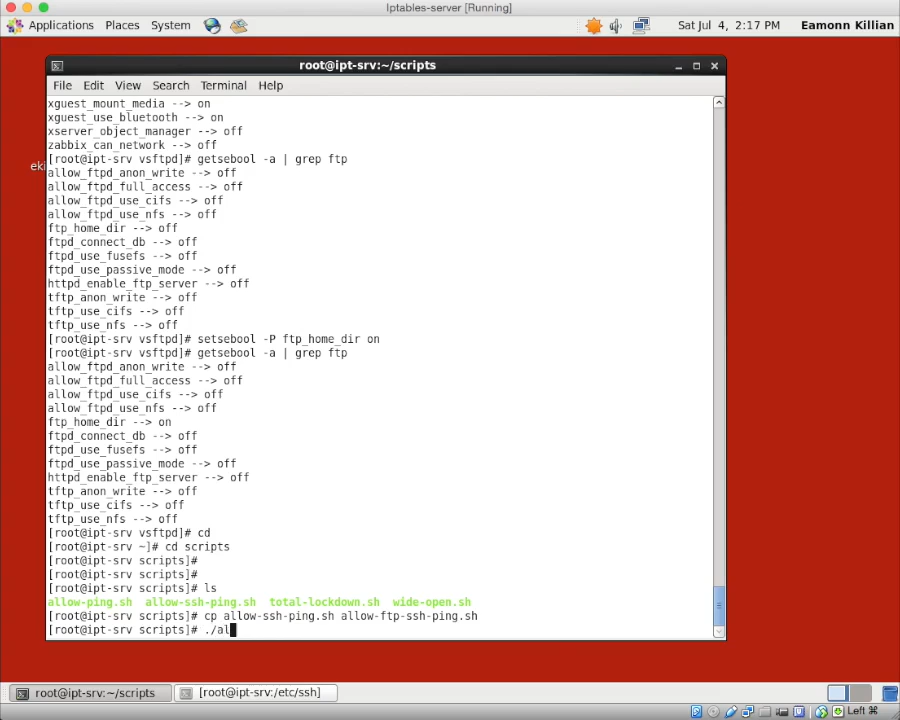 Iptables-server [Running]
Applications Places System Sat Jul 4, 2:17 PM Eamonn Killian
root@ipt-srv:~/scripts
File Edit View Search Terminal Help
xguest_mount_media --> on
xguest_use_bluetooth --> on
xserver_object_manager --> off
zabbix_can_network --> off
[root@ipt-srv vsftpd]# getsebool -a | grep ftp
allow_ftpd_anon_write --> off
allow_ftpd_full_access --> off
allow_ftpd_use_cifs --> off
allow_ftpd_use_nfs --> off
ftp_home_dir --> off
ftpd_connect_db --> off
ftpd_use_fusefs --> off
ftpd_use_passive_mode --> off
httpd_enable_ftp_server --> off
tftp_anon_write --> off
tftp_use_cifs --> off
tftp_use_nfs --> off
[root@ipt-srv vsftpd]# setsebool -P ftp_home_dir on
[root@ipt-srv vsftpd]# getsebool -a | grep ftp
allow_ftpd_anon_write --> off
allow_ftpd_full_access --> off
allow_ftpd_use_cifs --> off
allow_ftpd_use_nfs --> off
ftp_home_dir --> on
ftpd_connect_db --> off
ftpd_use_fusefs --> off
ftpd_use_passive_mode --> off
httpd_enable_ftp_server --> off
tftp_anon_write --> off
tftp_use_cifs --> off
tftp_use_nfs --> off
[root@ipt-srv vsftpd]# cd
[root@ipt-srv ~]# cd scripts
[root@ipt-srv scripts]#
[root@ipt-srv scripts]#
[root@ipt-srv scripts]# ls
allow-ping.sh allow-ssh-ping.sh total-lockdown.sh wide-open.sh
[root@ipt-srv scripts]# cp allow-ssh-ping.sh allow-ftp-ssh-ping.sh
[root@ipt-srv scripts]# ./al
eki
root@ipt-srv:~/scripts [root@ipt-srv:/etc/ssh]
Left ⌘